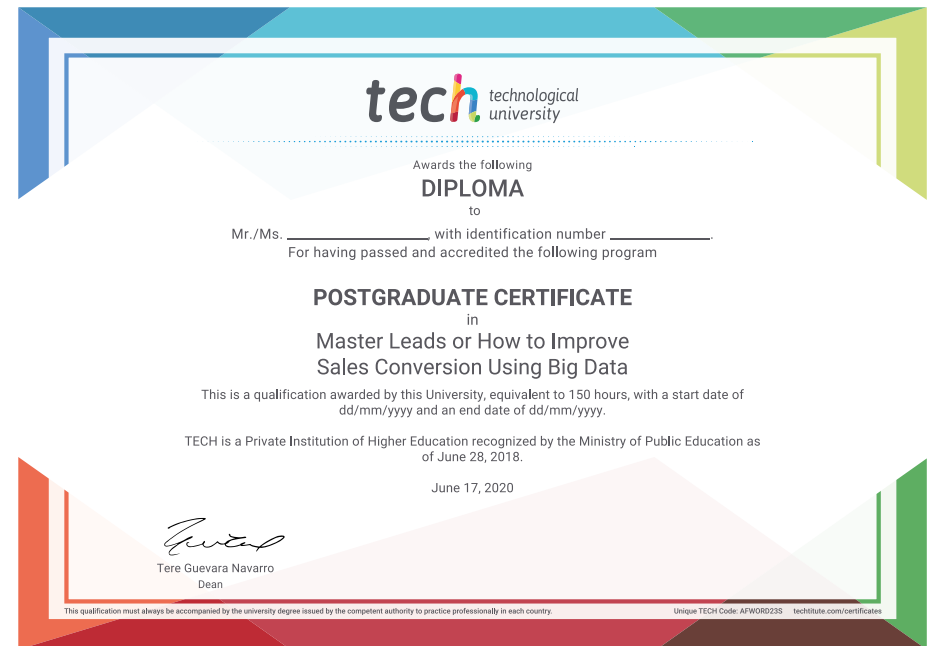 tech technological
university
Awards the following
DIPLOMA
to
Mr./Ms. ____________________, with identification number ______________.
For having passed and accredited the following program
POSTGRADUATE CERTIFICATE
in
Master Leads or How to Improve
Sales Conversion Using Big Data
This is a qualification awarded by this University, equivalent to 150 hours, with a start date of
dd/mm/yyyy and an end date of dd/mm/yyyy.
TECH is a Private Institution of Higher Education recognized by the Ministry of Public Education as
of June 28, 2018.
June 17, 2020
Tere Guevara Navarro
Dean
This qualification must always be accompanied by the university degree issued by the competent authority to practice professionally in each country. Unique TECH Code: AFWORD23S techtitute.com/certificates